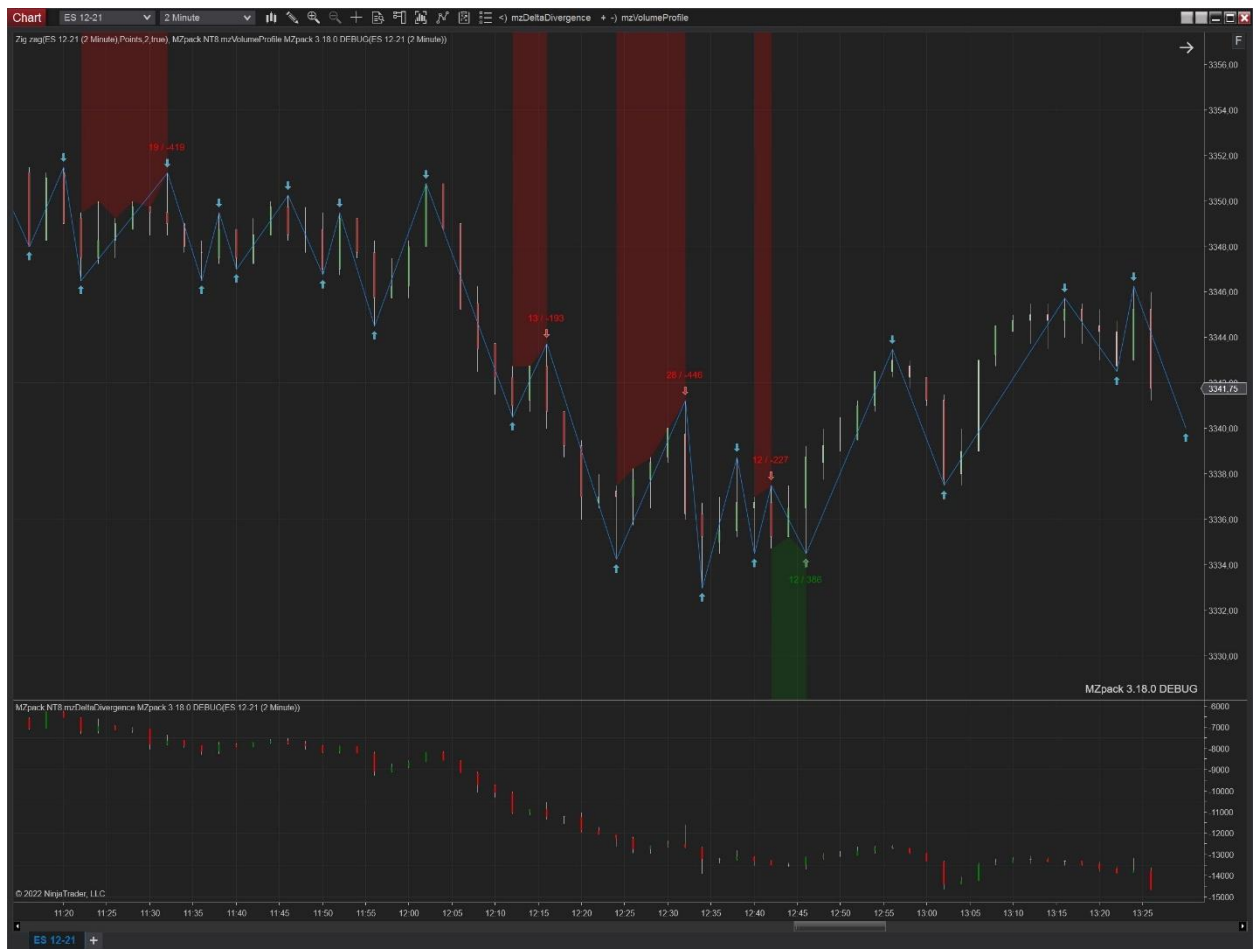 Chart ES 12-21 2 Minute <) mzDeltaDivergence + -) mzVolumeProfile
Zig zag(ES 12-21 (2 Minute),Points,2,true), MZpack NT8 mzVolumeProfile MZpack 3.18.0 DEBUG(ES 12-21 (2 Minute))
F
3356,00
3354,00
19 / -419
3352,00
3350,00
3348,00
3346,00
13 / -193
3344,00
28 / -446
3342,00
3341,75
3340,00
12 / -227
3338,00
3336,00
3334,00
12 / 386
3332,00
3330,00
MZpack 3.18.0 DEBUG
MZpack NT8 mzDeltaDivergence MZpack 3.18.0 DEBUG(ES 12-21 (2 Minute))
-6000
-7000
-8000
-9000
-10000
-11000
-12000
-13000
-14000
-15000
© 2022 NinjaTrader, LLC
11:20 11:25 11:30 11:35 11:40 11:45 11:50 11:55 12:00 12:05 12:10 12:15 12:20 12:25 12:30 12:35 12:40 12:45 12:50 12:55 13:00 13:05 13:10 13:15 13:20 13:25
ES 12-21 +